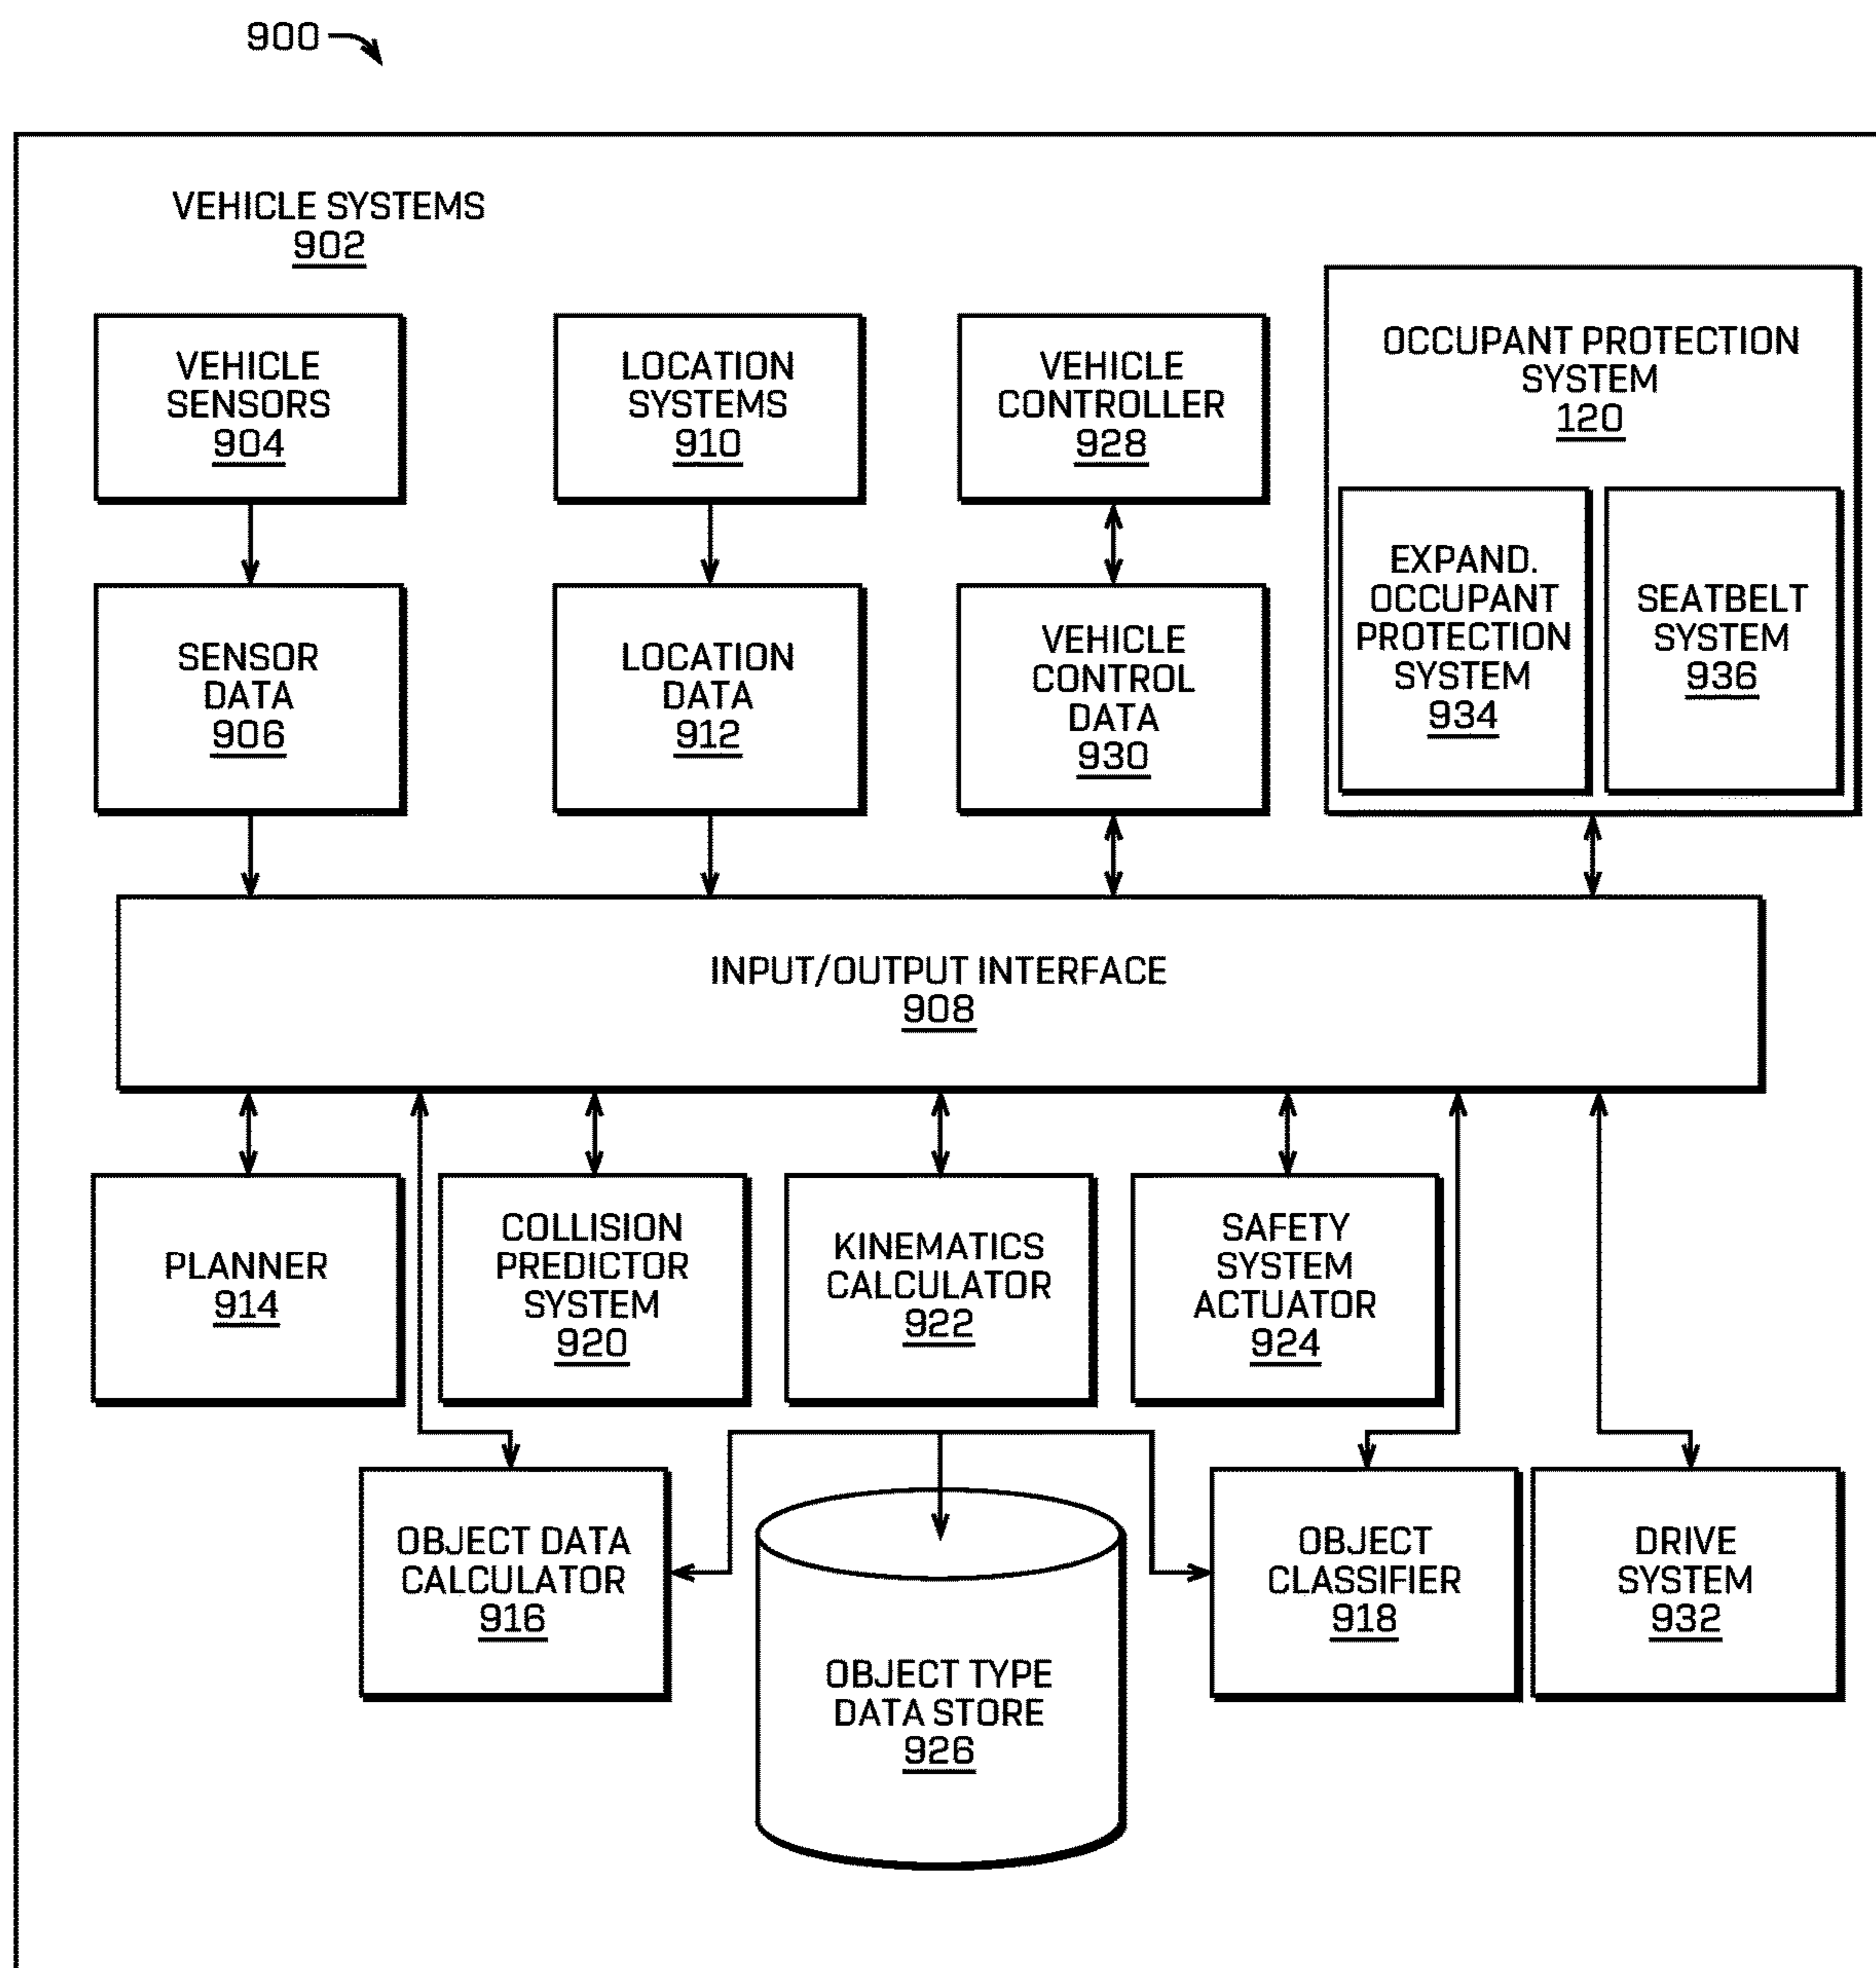 900
VEHICLE SYSTEMS
902
VEHICLE
SENSORS
904
LOCATION
SYSTEMS
910
VEHICLE
CONTROLLER
928
OCCUPANT PROTECTION
SYSTEM
120
EXPAND.
OCCUPANT
PROTECTION
SYSTEM
934
SEATBELT
SYSTEM
936
SENSOR
DATA
906
LOCATION
DATA
912
VEHICLE
CONTROL
DATA
930
INPUT/OUTPUT INTERFACE
908
PLANNER
914
COLLISION
PREDICTOR
SYSTEM
920
KINEMATICS
CALCULATOR
922
SAFETY
SYSTEM
ACTUATOR
924
OBJECT DATA
CALCULATOR
916
OBJECT TYPE
DATA STORE
926
OBJECT
CLASSIFIER
918
DRIVE
SYSTEM
932